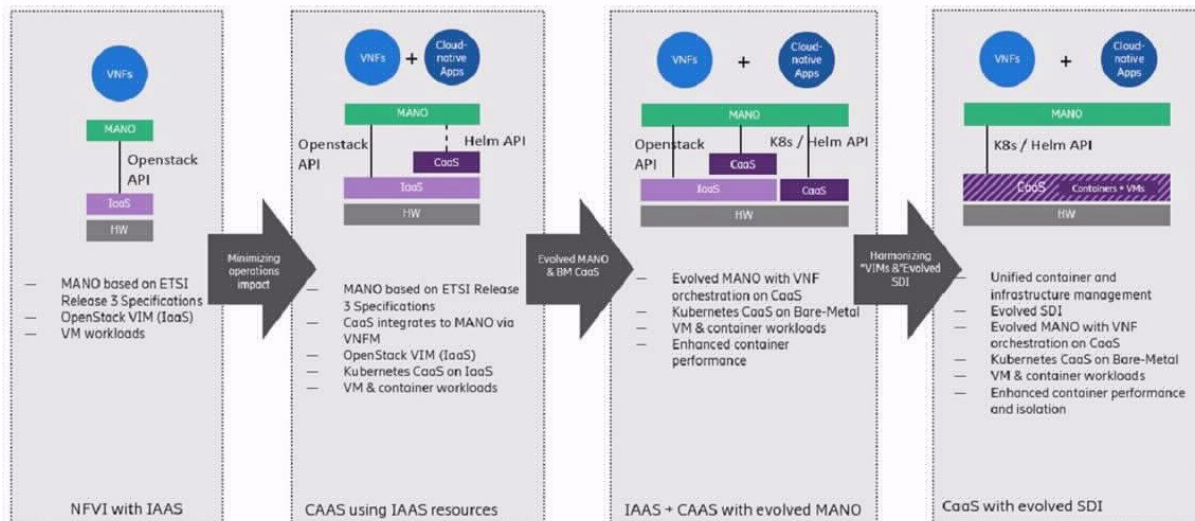 VNFs
MANO
Openstack
API
IaaS
HW
— MANO based on ETSI
Release 3 Specifications
— OpenStack VIM (IaaS)
— VM workloads
NFVI with IAAS
Minimizing
operations
impact
VNFs + Cloud-
native
Apps
MANO
Openstack
API
Helm API
CaaS
IaaS
HW
— MANO based on ETSI Release
3 Specifications
— CaaS integrates to MANO via
VNFM
— OpenStack VIM (IaaS)
— Kubernetes CaaS on IaaS
— VM & container workloads
CAAS using IAAS resources
Evolved MANO
& BM CaaS
VNFs + Cloud-
native
Apps
MANO
Openstack
API
K8s / Helm API
CaaS
IaaS
CaaS
HW
— Evolved MANO with VNF
orchestration on CaaS
— Kubernetes CaaS on Bare-Metal
— VM & container workloads
— Enhanced container
performance
IAAS + CAAS with evolved MANO
Harmonizing
"VIMs &"Evolved
SDI
VNFs + Cloud-
native
Apps
MANO
K8s / Helm API
CaaS Containers + VMs
HW
— Unified container and
infrastructure management
— Evolved SDI
— Evolved MANO with VNF
orchestration on CaaS
— Kubernetes CaaS on Bare-Metal
— VM & container workloads
— Enhanced container performance
and isolation
CaaS with evolved SDI